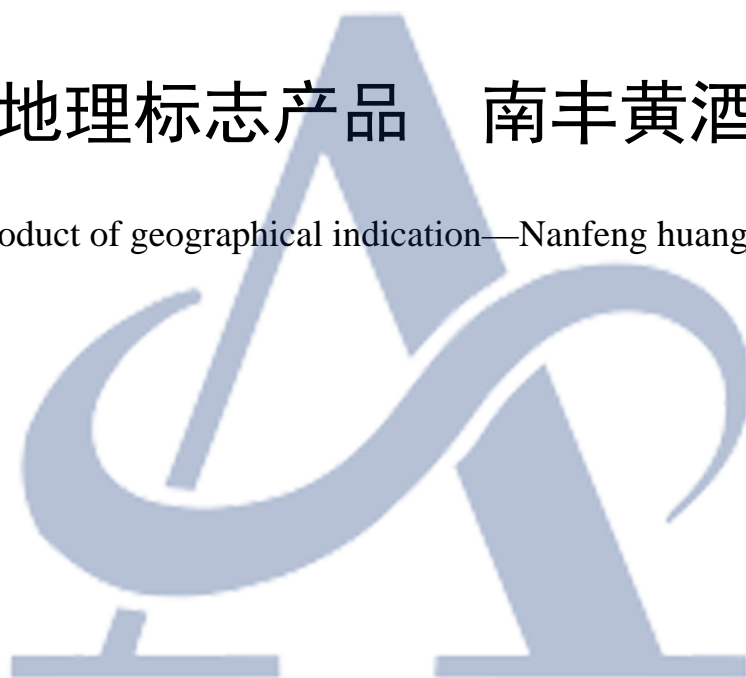 地理标志产品　南丰黄酒
oduct of geographical indication—Nanfeng huang